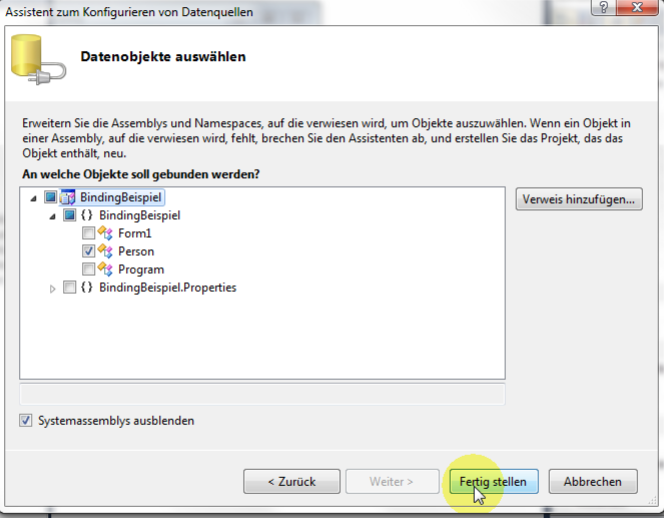 Assistent zum Konfigurieren von Datenquellen
?
Datenobjekte auswählen
Erweitern Sie die Assemblys und Namespaces, auf die verwiesen wird, um Objekte auszuwählen. Wenn ein Objekt in
einer Assembly, auf die verwiesen wird, fehlt, brechen Sie den Assistenten ab, und erstellen Sie das Projekt, das das
Objekt enthält, neu.
An welche Objekte soll gebunden werden?
BindingBeispiel
Verweis hinzufügen...
{} BindingBeispiel
Form1
Person
Program
{} BindingBeispiel.Properties
Systemassemblys ausblenden
< Zurück
Weiter >
Fertig stellen
Abbrechen